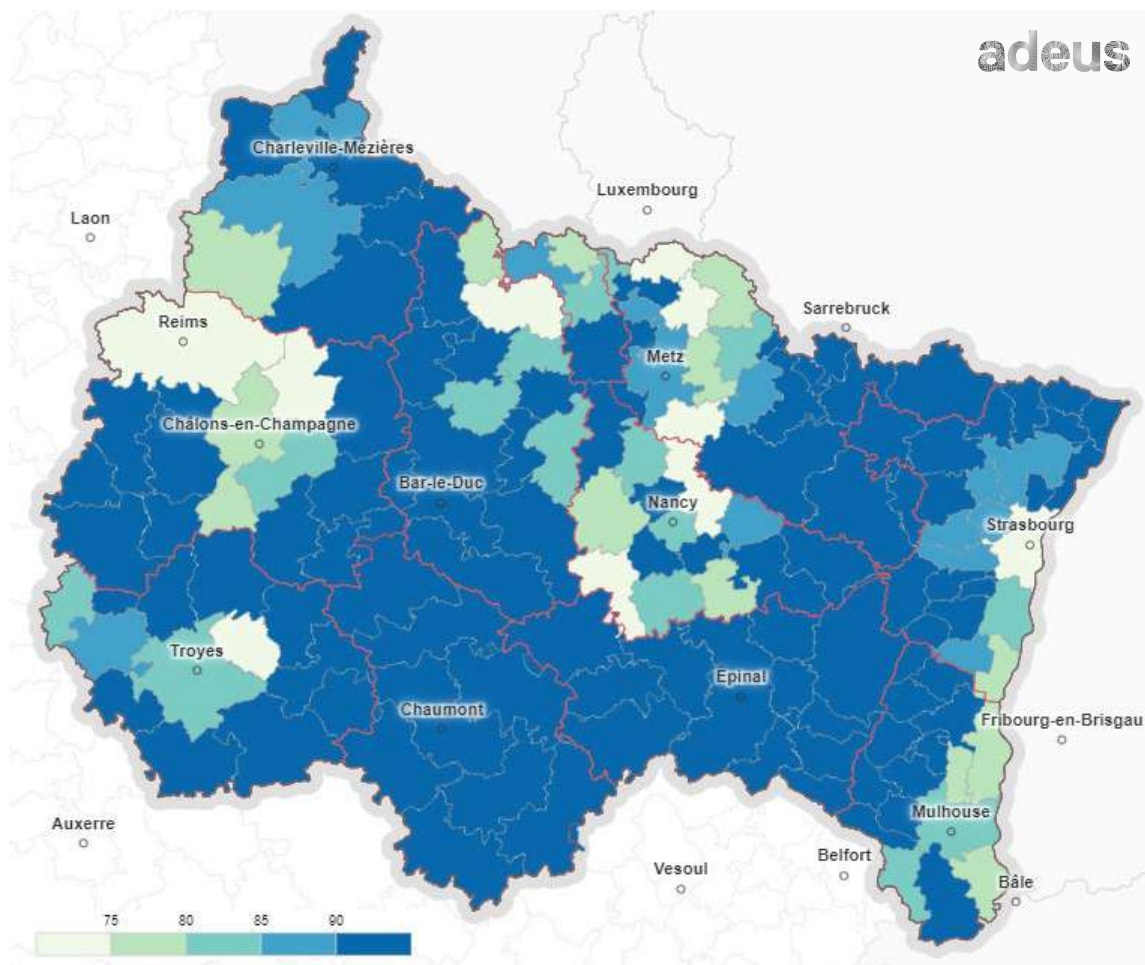 adeus
Charleville-Mézières
Luxembourg
Laon
Sarrebruck
Reims
Metz
Châlons-en-Champagne
Bar-le-Duc
Nancy
Strasbourg
Troyes
Epinal
Chaumont
Fribourg-en-Brisgau
Mulhouse
Auxerre
Belfort
Vesoul
Bâle
75 80 85 90